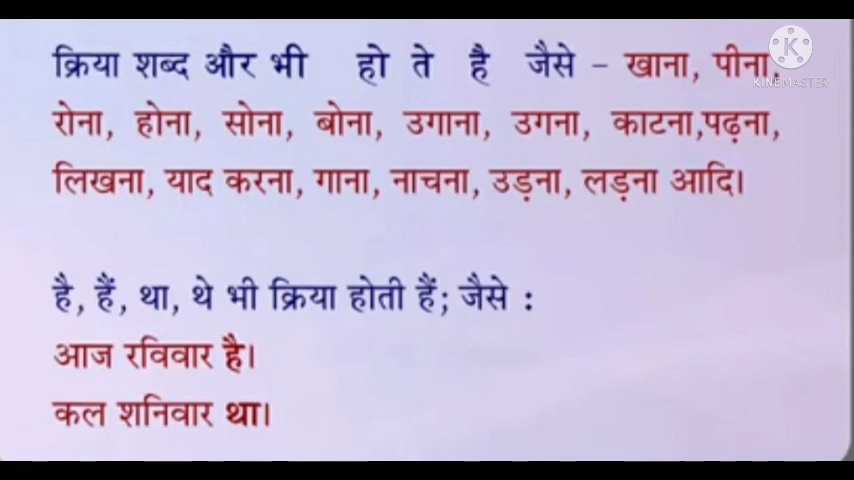 क्रिया शब्द और भी हो ते है जैसे – खाना, पीना,
रोना, होना, सोना, बोना, उगाना, उगना, काटना,पढ़ना,
लिखना, याद करना, गाना, नाचना, उड़ना, लड़ना आदि।
है, हैं, था, थे भी क्रिया होती हैं; जैसे :
आज रविवार है।
कल शनिवार था।
K
KINEMASTER